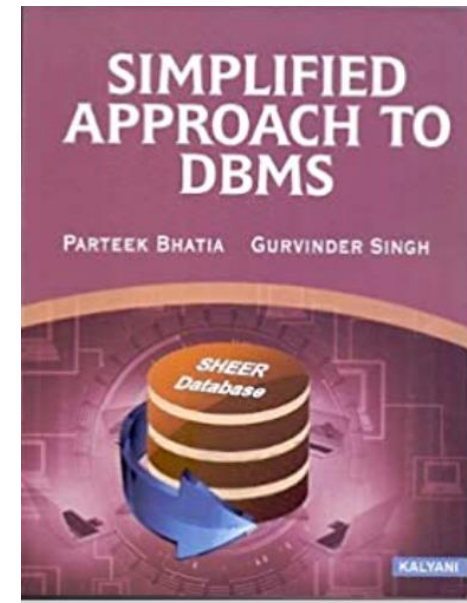 SIMPLIFIED
APPROACH TO
DBMS
PARTEEK BHATIA GURVINDER SINGH
SHEER
Database
KALYANI